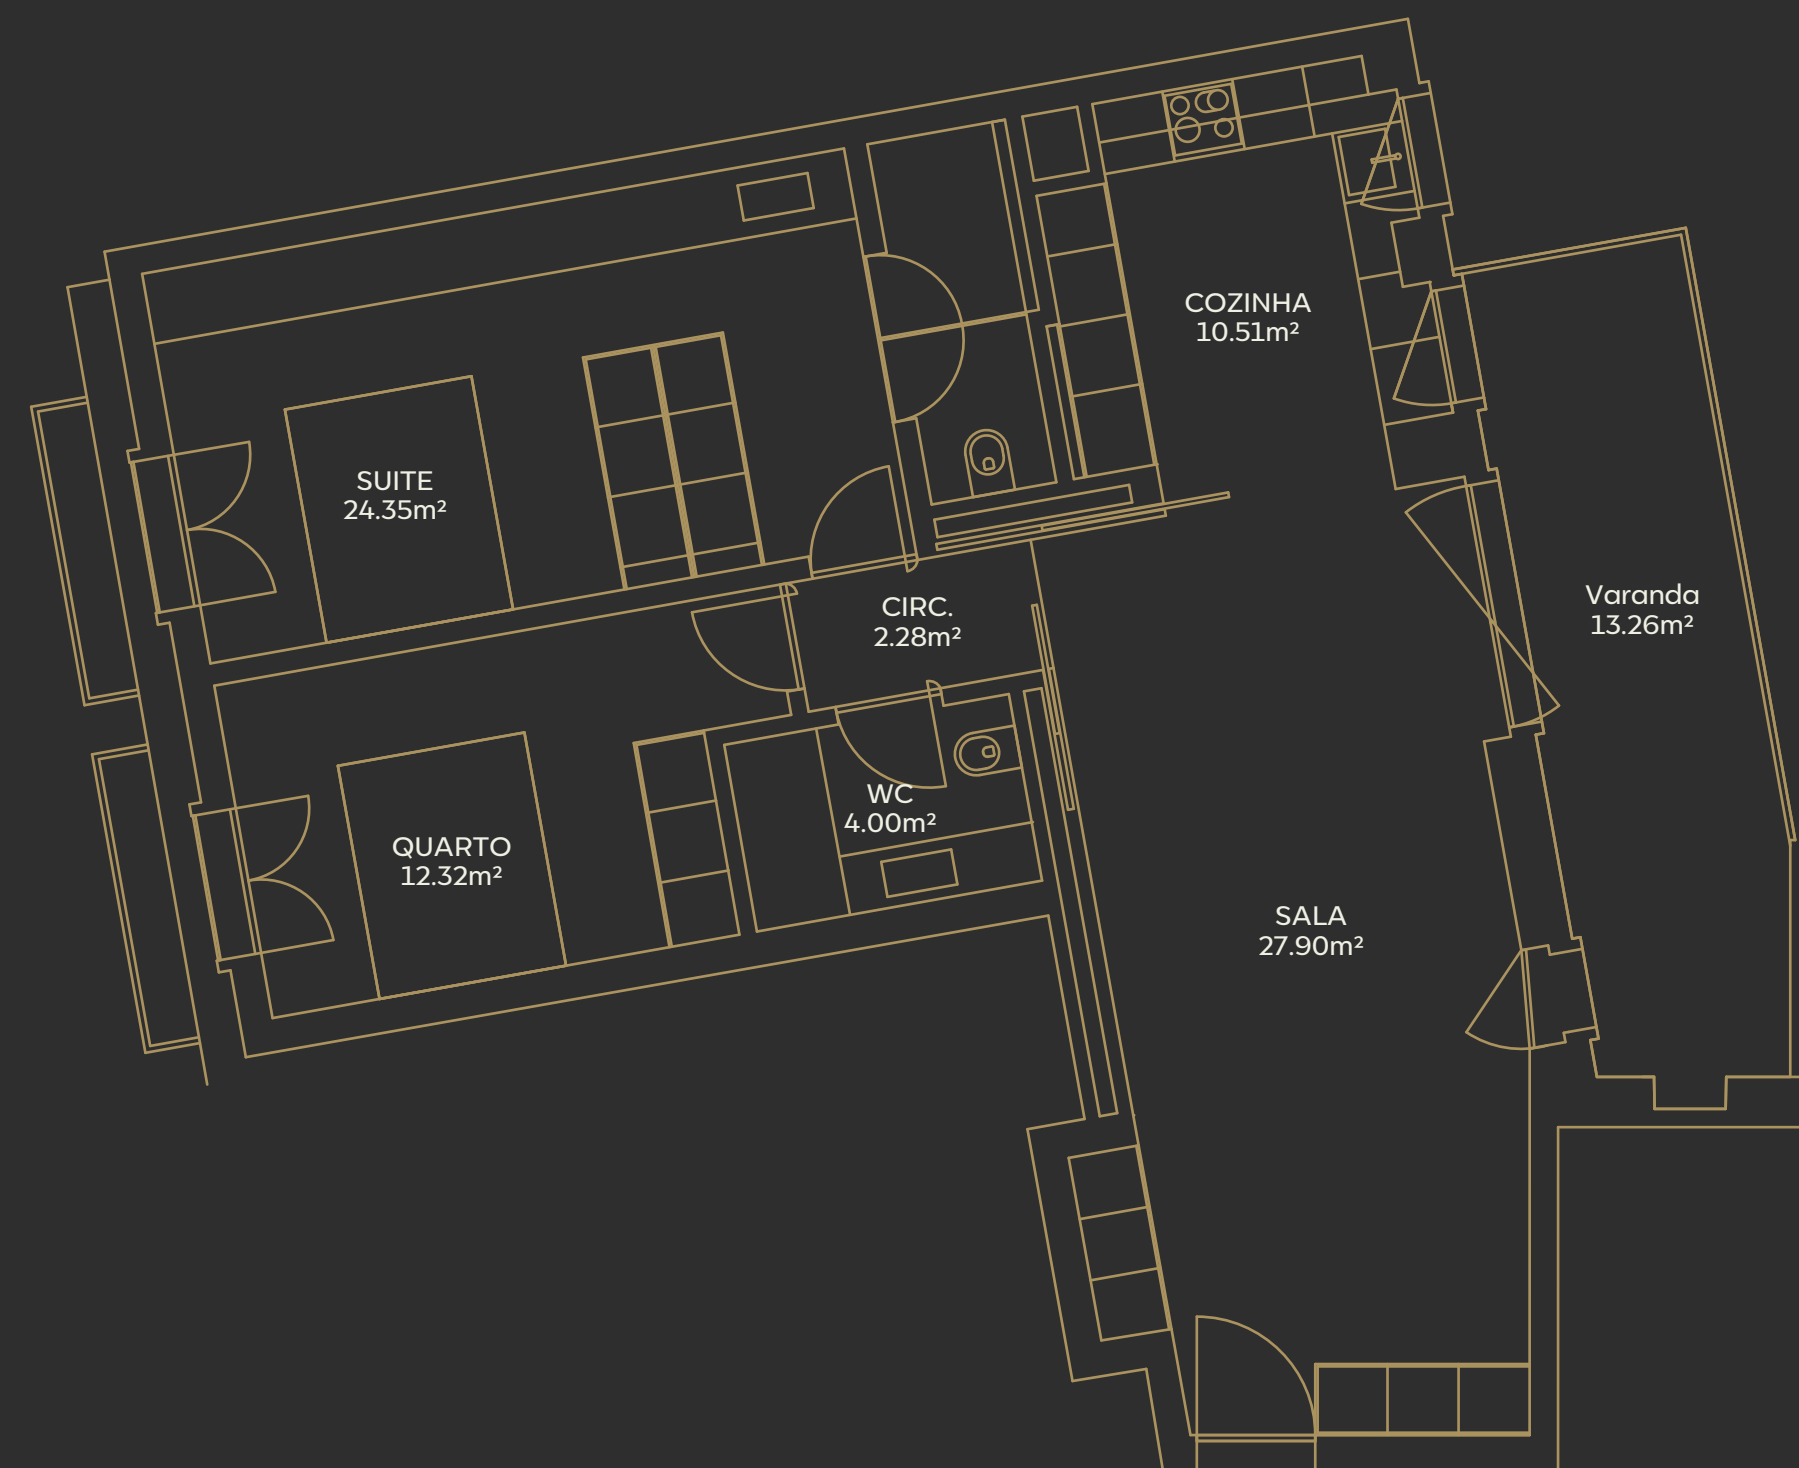 COZINHA
10.51m²
SUITE
24.35m²
Varanda
13.26m²
CIRC.
2.28m²
WC
4.00m²
QUARTO
12.32m²
SALA
27.90m²